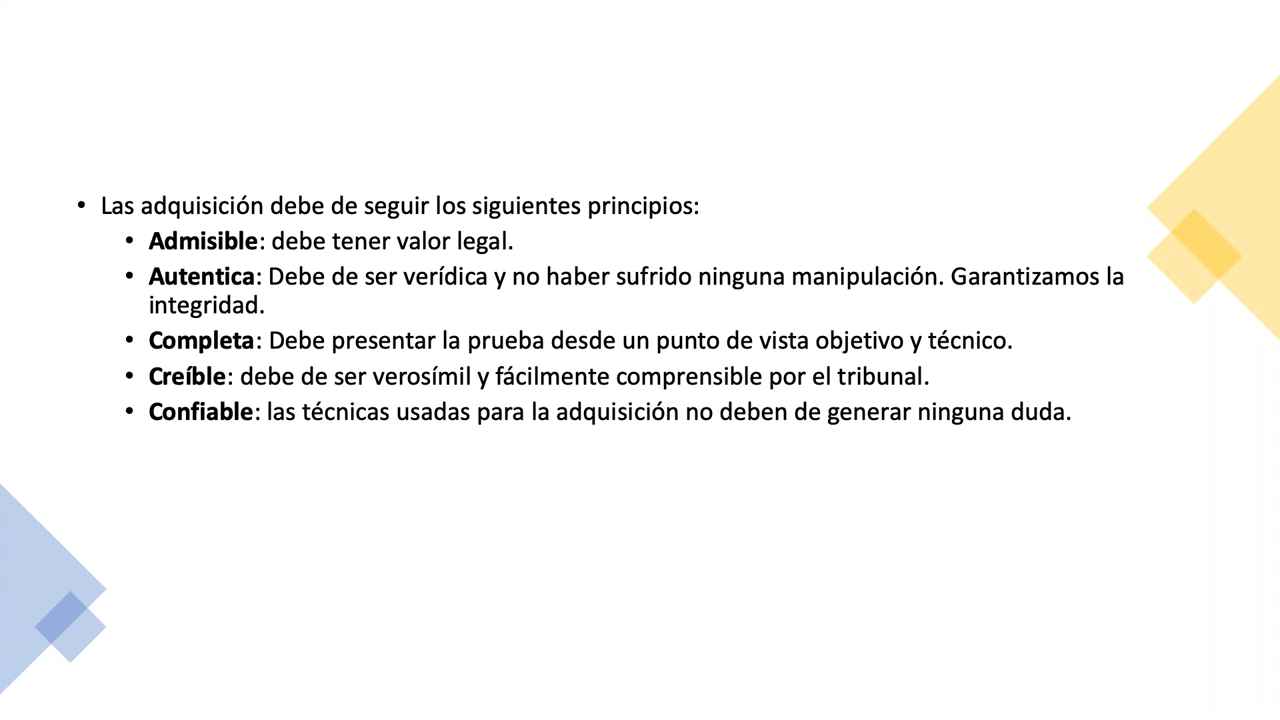 • Las adquisición debe de seguir los siguientes principios:
• Admisible: debe tener valor legal.
• Autentica: Debe de ser verídica y no haber sufrido ninguna manipulación. Garantizamos la
integridad.
• Completa: Debe presentar la prueba desde un punto de vista objetivo y técnico.
• Creíble: debe de ser verosímil y fácilmente comprensible por el tribunal.
• Confiable: las técnicas usadas para la adquisición no deben de generar ninguna duda.